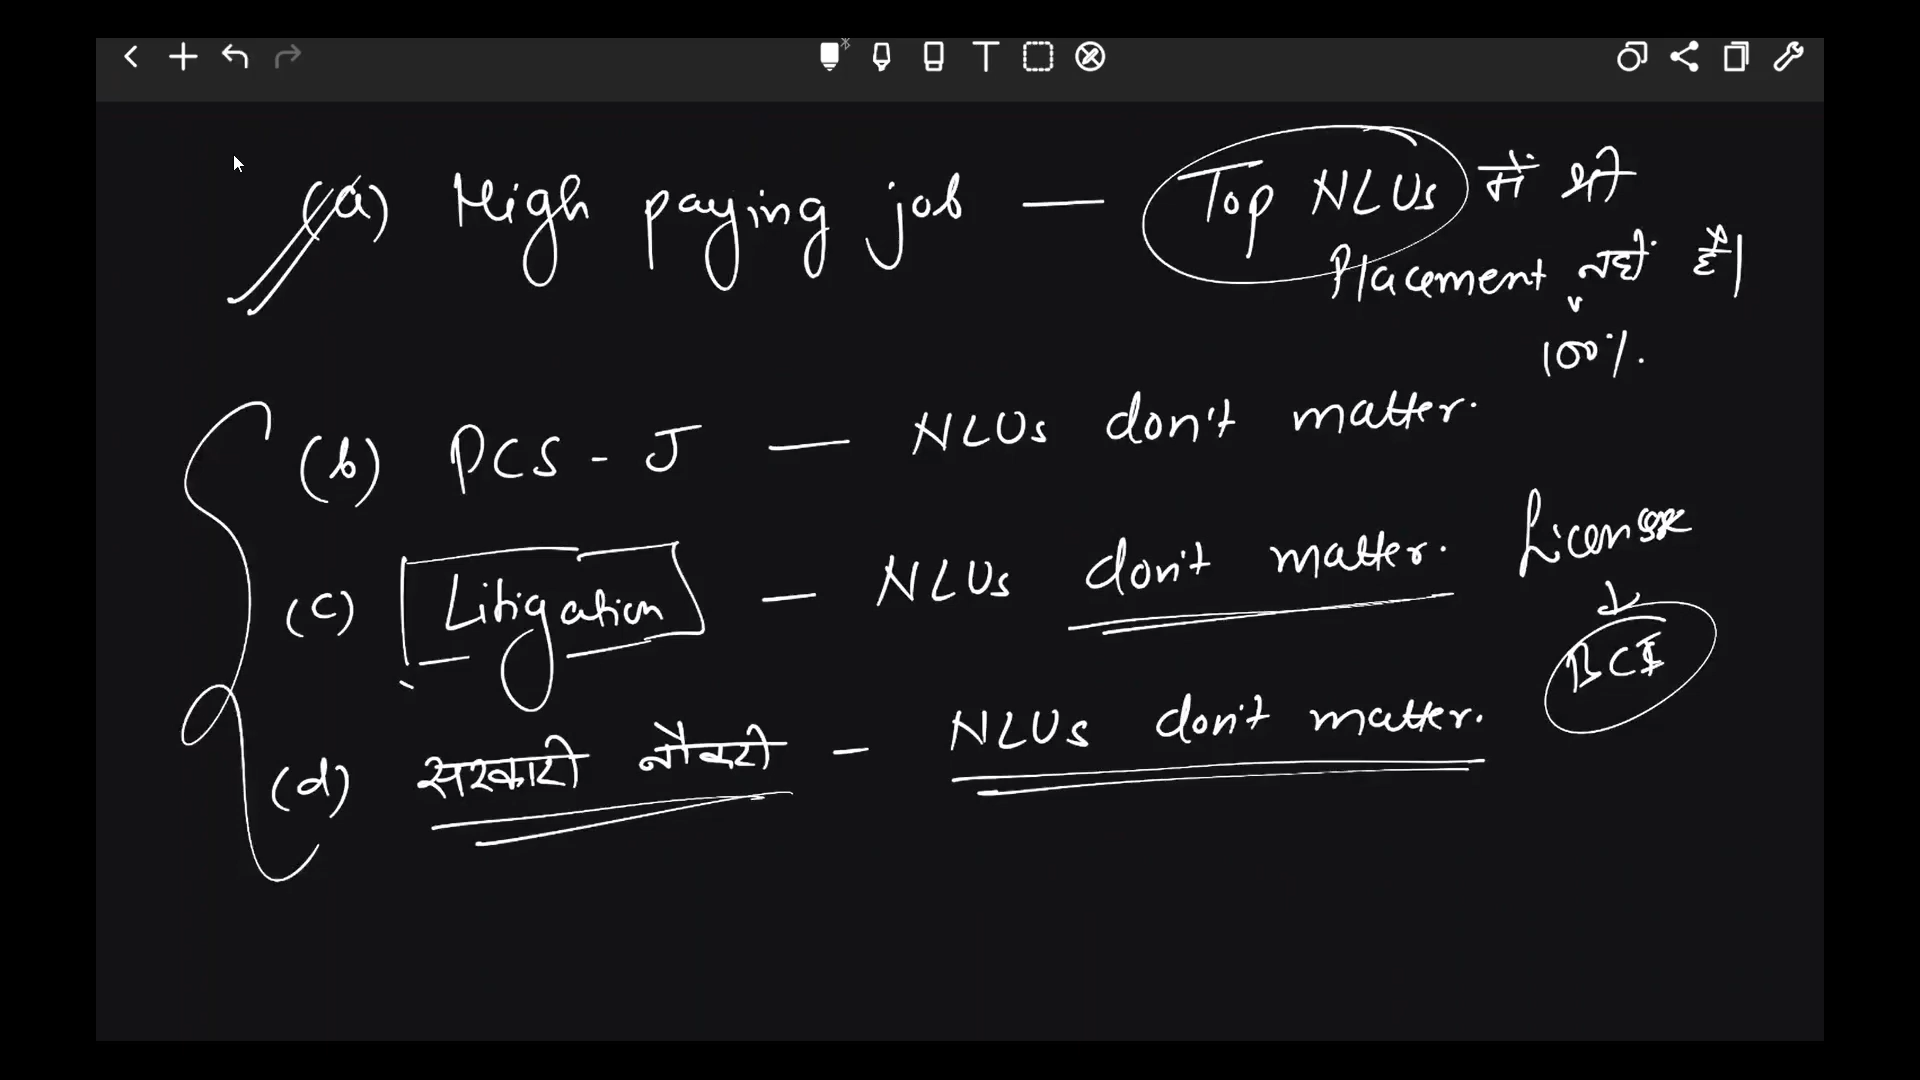 (a) High paying job — Top NLUs में भी
Placement नहीं है।
100%.
(b) PCS - J — NLUs don't matter.
(c) Litigation — NLUs don't matter. License
BCI
(d) सरकारी नौकरी — NLUs don't matter.